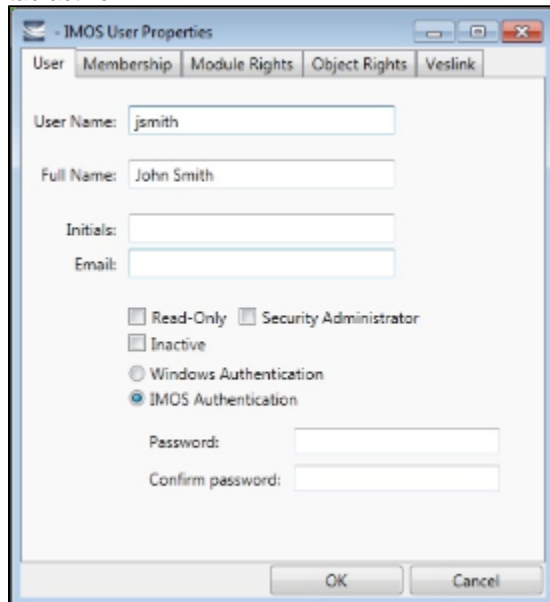 - IMOS User Properties
User Membership Module Rights Object Rights Veslink
User Name: jsmith
Full Name: John Smith
Initials:
Email:
Read-Only Security Administrator
Inactive
Windows Authentication
IMOS Authentication
Password:
Confirm password:
OK Cancel